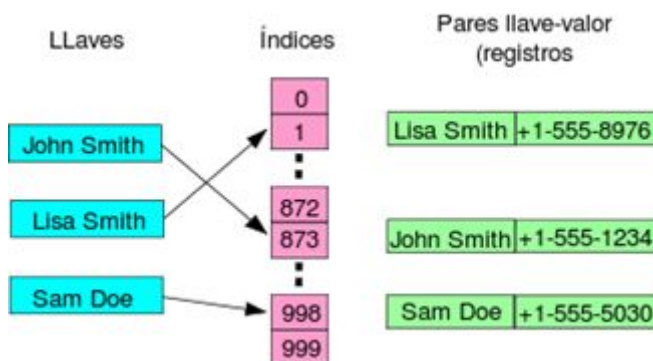 LLaves
Índices
Pares llave-valor
(registros
John Smith
Lisa Smith
Sam Doe
0
1
872
873
998
999
Lisa Smith +1-555-8976
John Smith +1-555-1234
Sam Doe +1-555-5030